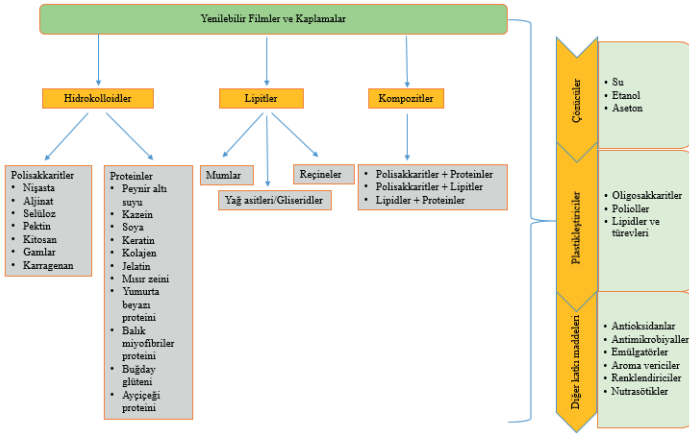 Yenilebilir Filmler ve Kaplamalar
Hidrokolloidler
Lipitler
Kompozitler
Polisakkaritler
• Nişasta
• Aljinat
• Selüloz
• Pektin
• Kitosan
• Gamlar
• Karragenan
Proteinler
• Peynir altı
suyu
• Kazein
• Soya
• Keratin
• Kolajen
• Jelatin
• Mısır zeini
• Yumurta
beyazı
proteini
• Balık
miyofibriler
proteini
• Buğday
glüteni
• Ayçiçeği
proteini
Mumlar
Reçineler
Yağ asitleri/Gliseridler
• Polisakkaritler + Proteinler
• Polisakkaritler + Lipitler
• Lipidler + Proteinler
Çözücüler
• Su
• Etanol
• Aseton
Plastikleştiriciler
• Oligosakkaritler
• Polioller
• Lipidler ve
türevleri
Diğer katkı maddeleri
• Antioksidanlar
• Antimikrobiyaller
• Emülgatörler
• Aroma vericiler
• Renklendiriciler
• Nutrasötikler